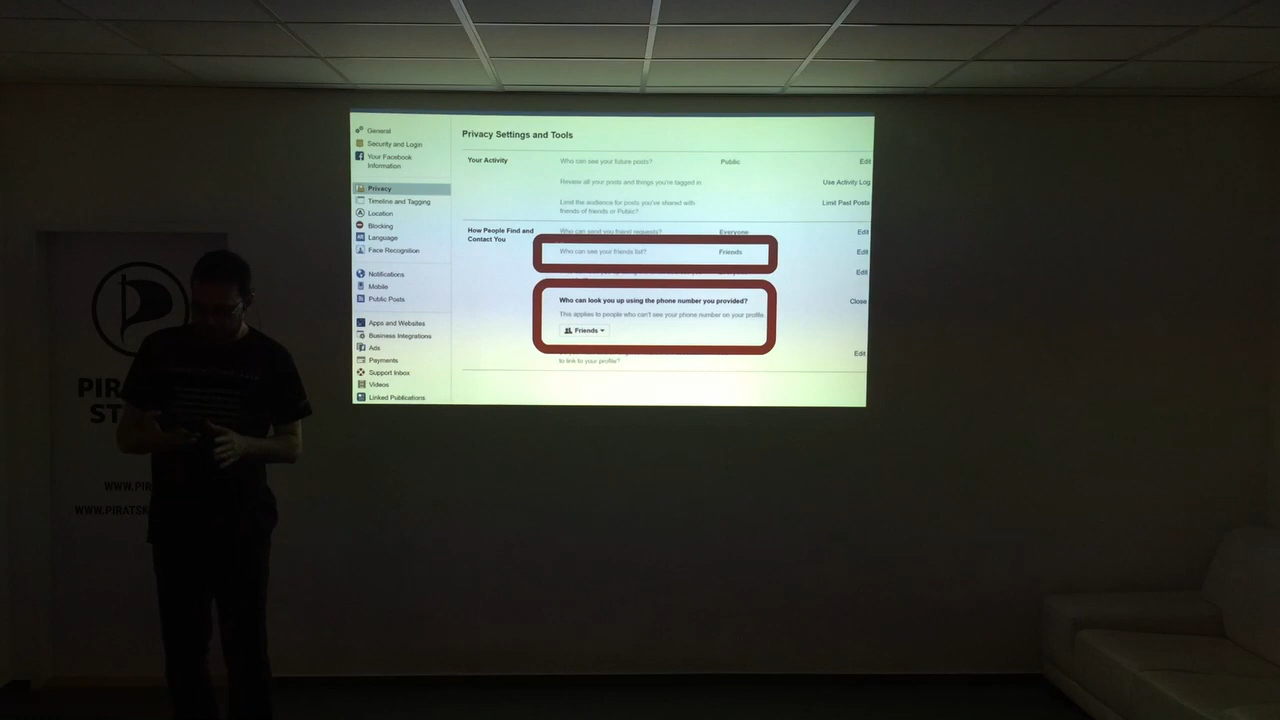 General
Security and Login
Your Facebook
Information
Privacy
Timeline and Tagging
Location
Blocking
Language
Face Recognition
Notifications
Mobile
Public Posts
Apps and Websites
Business Integrations
Ads
Payments
Support Inbox
Videos
Linked Publications
Privacy Settings and Tools
Your Activity
Who can see your future posts? Public Edit
Review all your posts and things you're tagged in Use Activity Log
Limit the audience for posts you've shared with
friends of friends or Public? Limit Past Posts
How People Find and
Contact You
Who can send you friend requests? Everyone Edit
Who can see your friends list? Friends Edit
Edit
Who can look you up using the phone number you provided? Close
This applies to people who can't see your phone number on your profile.
Friends
Edit
to link to your profile?
PIR
ST
WWW.PIR
WWW.PIRATSK